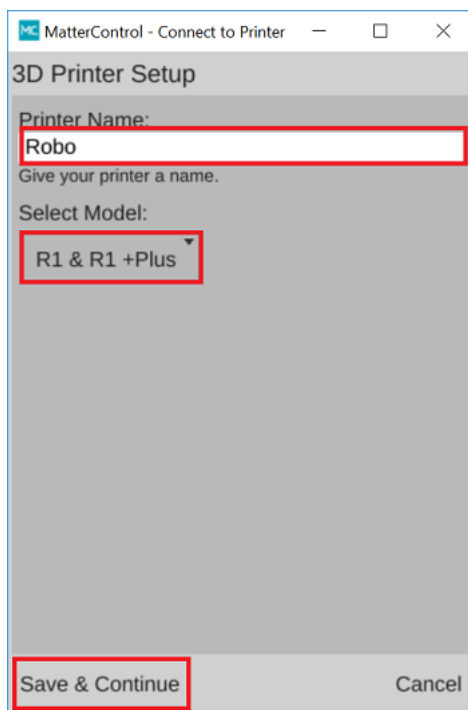 MC MatterControl - Connect to Printer
3D Printer Setup
Printer Name:
Robo
Give your printer a name.
Select Model:
R1 & R1 +Plus
Save & Continue
Cancel